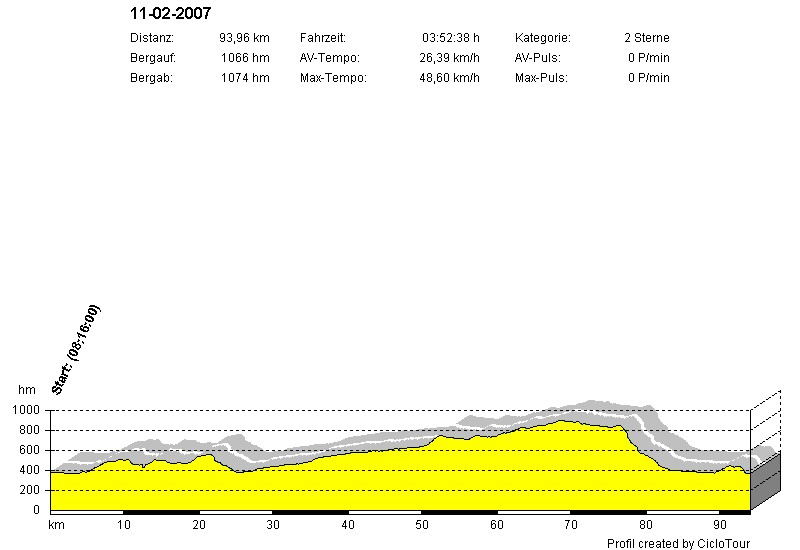 11-02-2007
Distanz: 93,96 km Fahrzeit: 03:52:38 h Kategorie: 2 Sterne
Bergauf: 1066 hm AV-Tempo: 26,39 km/h AV-Puls: 0 P/min
Bergab: 1074 hm Max-Tempo: 48,60 km/h Max-Puls: 0 P/min
Start: (08:16:00)
hm
1000
800
600
400
200
0
km 10 20 30 40 50 60 70 80 90
Profil created by CicloTour